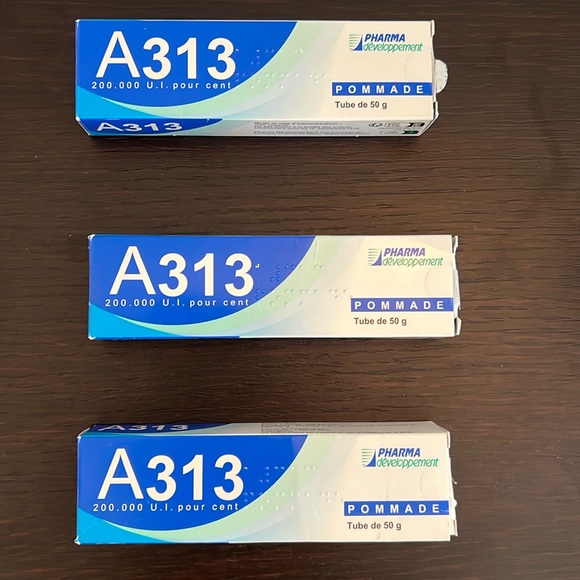 A313
200.000 U.I. pour cent
PHARMA
développement
POMMADE
Tube de 50 g
A313
A313
200.000 U.I. pour cent
PHARMA
développement
POMMADE
Tube de 50 g
A313
A313
200.000 U.I. pour cent
PHARMA
développement
POMMADE
Tube de 50 g